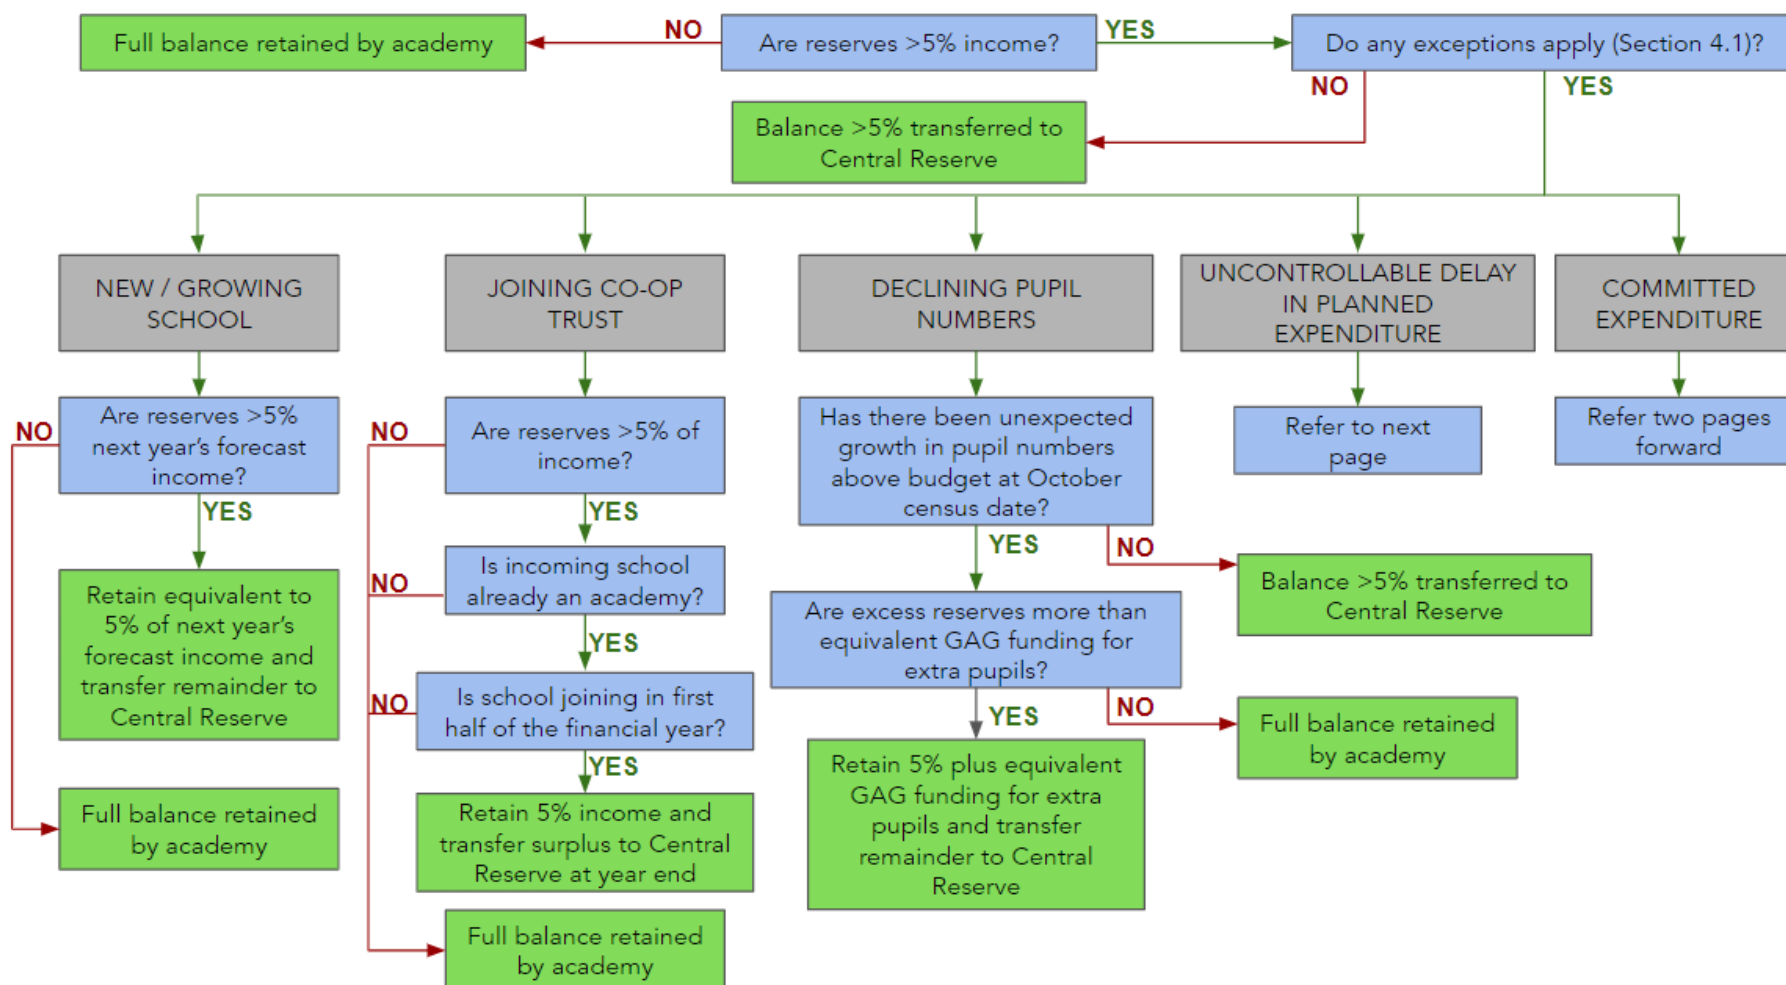 Full balance retained by academy
NO
Are reserves >5% income?
YES
Do any exceptions apply (Section 4.1)?
NO
YES
Balance >5% transferred to
Central Reserve
NEW / GROWING
SCHOOL
JOINING CO-OP
TRUST
DECLINING PUPIL
NUMBERS
UNCONTROLLABLE DELAY
IN PLANNED
EXPENDITURE
COMMITTED
EXPENDITURE
NO
Are reserves >5%
next year's forecast
income?
YES
Retain equivalent to
5% of next year's
forecast income and
transfer remainder to
Central Reserve
Full balance retained
by academy
NO
Are reserves >5% of
income?
YES
NO
Is incoming school
already an academy?
YES
NO
Is school joining in first
half of the financial year?
YES
Retain 5% income and
transfer surplus to Central
Reserve at year end
Full balance retained
by academy
Has there been unexpected
growth in pupil numbers
above budget at October
census date?
YES
NO
Balance >5% transferred to
Central Reserve
Are excess reserves more than
equivalent GAG funding for
extra pupils?
YES
NO
Full balance retained
by academy
Retain 5% plus equivalent
GAG funding for extra
pupils and transfer
remainder to Central
Reserve
Refer to next
page
Refer two pages
forward